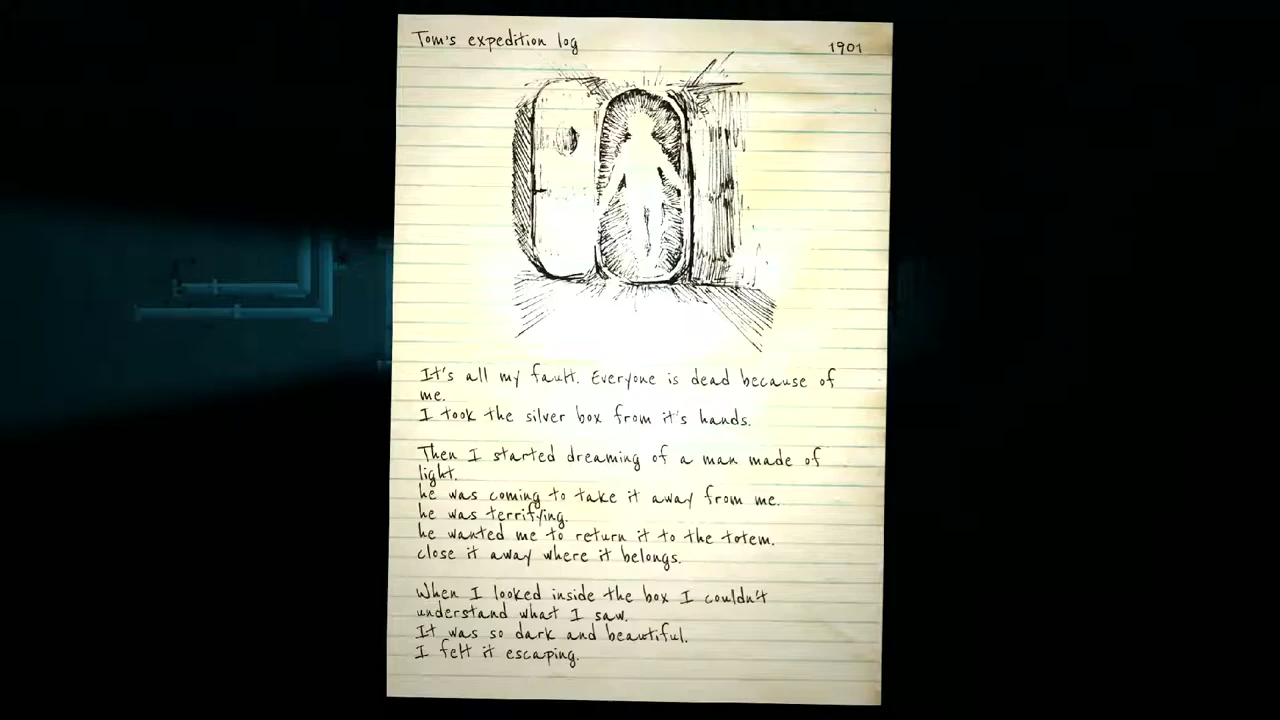 Tom's expedition log
1901
It's all my fault. Everyone is dead because of
me.
I took the silver box from it's hands.
Then I started dreaming of a man made of
light.
he was coming to take it away from me.
he was terrifying.
he wanted me to return it to the totem.
close it away where it belongs.
When I looked inside the box I couldn't
understand what I saw.
It was so dark and beautiful.
I felt it escaping.